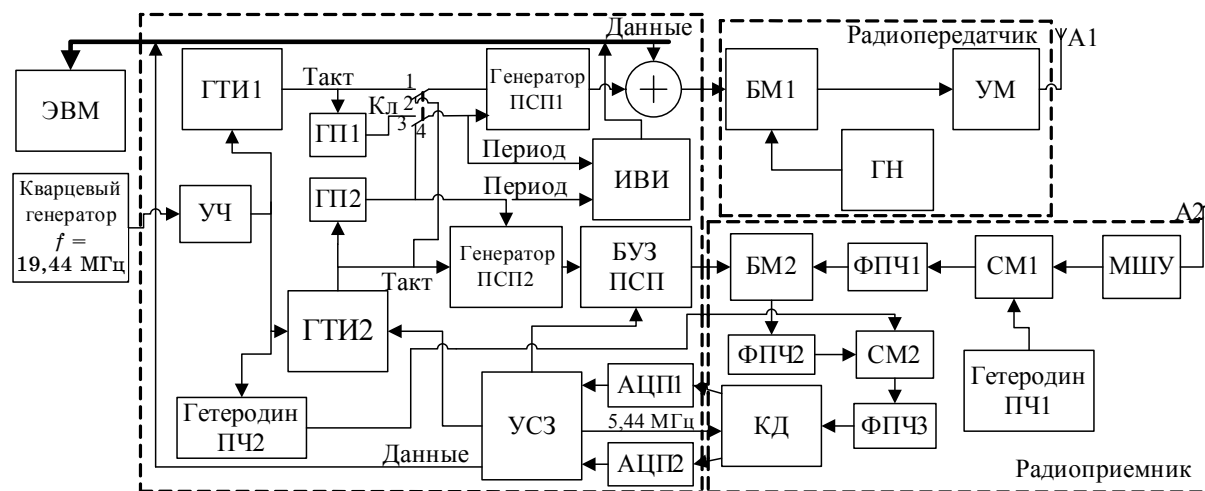 Данные
Радиопередатчик
А1
ЭВМ
ГТИ1
Такт
1
2
Кл
3
4
ГП1
Генератор
ПСП1
БМ1
УМ
Период
ИВИ
ГН
Кварцевый
генератор
f =
19,44 МГц
УЧ
ГП2
Период
А2
Такт
Генератор
ПСП2
БУЗ
ПСП
БМ2
ФПЧ1
СМ1
МШУ
ГТИ2
ФПЧ2
СМ2
Гетеродин
ПЧ1
Гетеродин
ПЧ2
УСЗ
АЦП1
5,44 МГц
КД
ФПЧ3
Данные
АЦП2
Радиоприемник